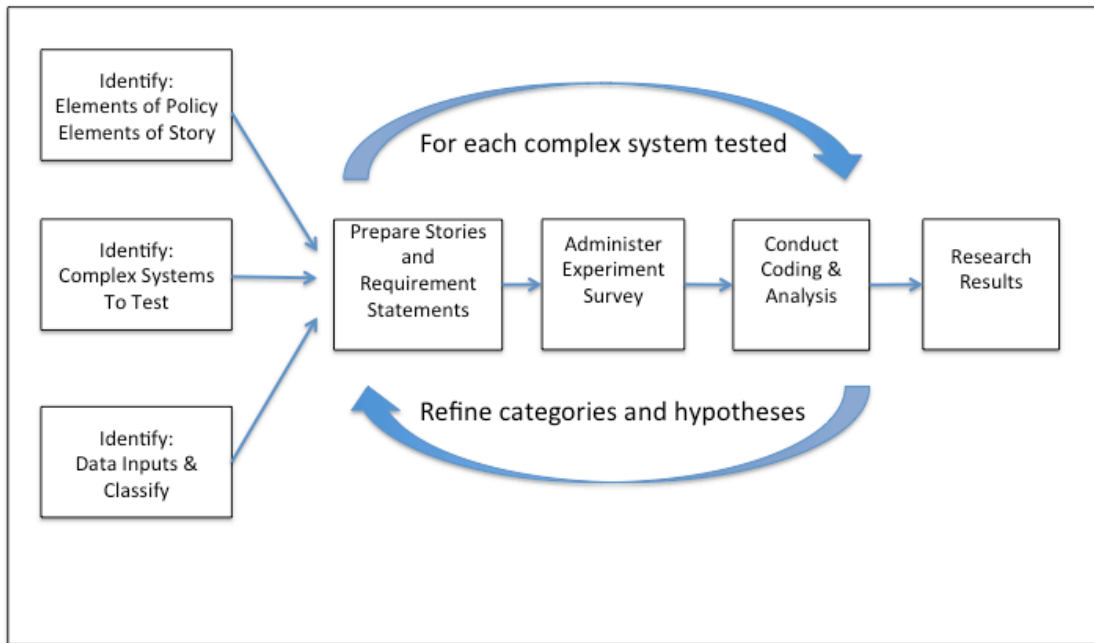 Identify:
Elements of Policy
Elements of Story
Identify:
Complex Systems
To Test
Identify:
Data Inputs &
Classify
For each complex system tested
Prepare Stories
and
Requirement
Statements
Administer
Experiment
Survey
Conduct
Coding &
Analysis
Research
Results
Refine categories and hypotheses